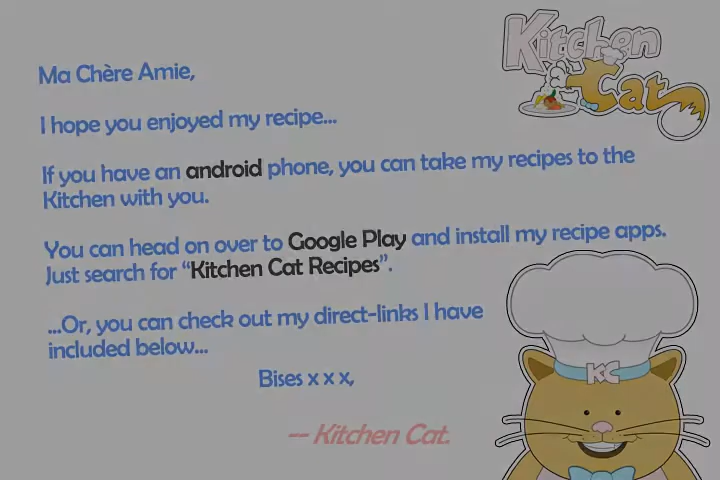 Kitchen
Cat
Ma Chère Amie,
I hope you enjoyed my recipe...
If you have an android phone, you can take my recipes to the
Kitchen with you.
You can head on over to Google Play and install my recipe apps.
Just search for “Kitchen Cat Recipes”.
...Or, you can check out my direct-links I have
included below...
Bises x x x,
-- Kitchen Cat.
KC